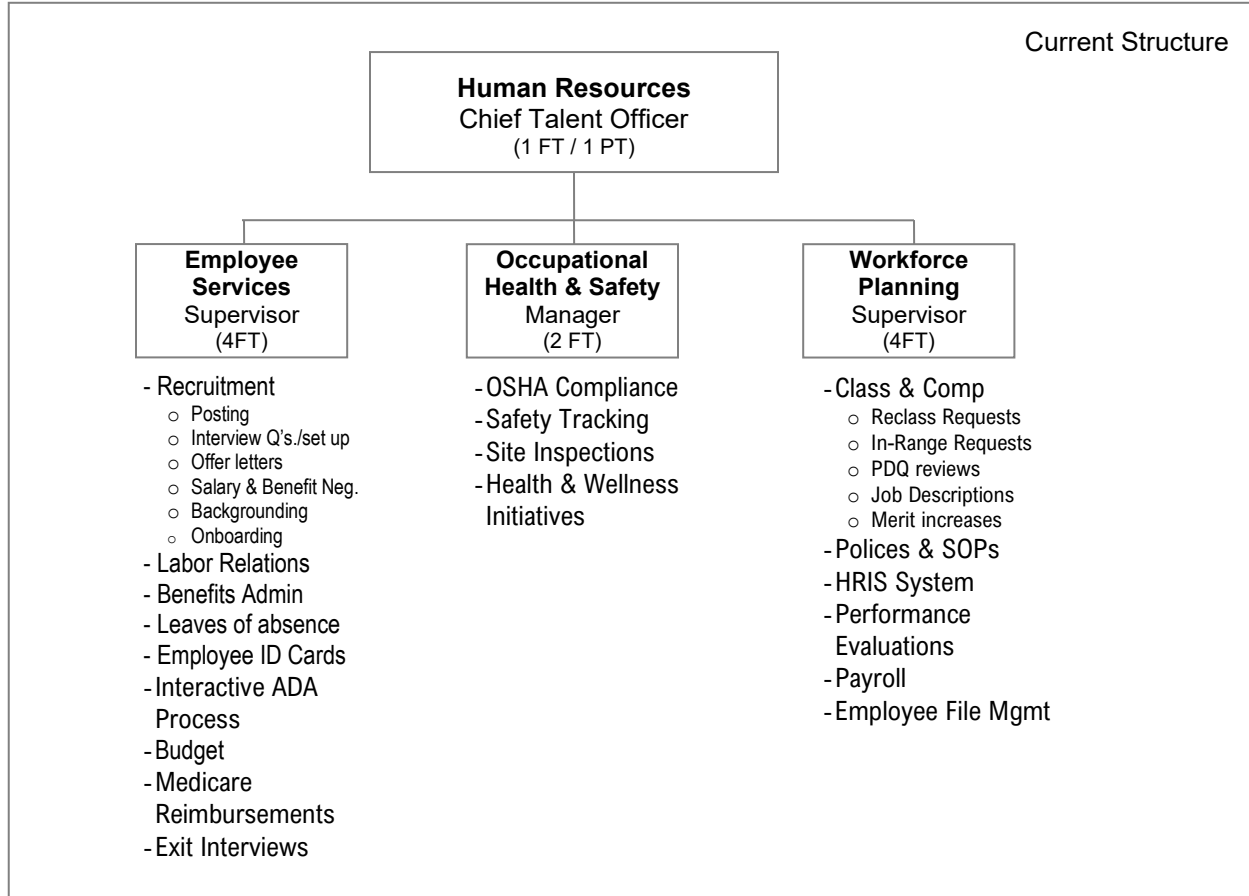 Current Structure
Human Resources
Chief Talent Officer
(1 FT / 1 PT)
Employee
Services
Supervisor
(4FT)
- Recruitment
o Posting
o Interview Q's./set up
o Offer letters
o Salary & Benefit Neg.
o Backgrounding
o Onboarding
- Labor Relations
- Benefits Admin
- Leaves of absence
- Employee ID Cards
- Interactive ADA
Process
- Budget
- Medicare
Reimbursements
- Exit Interviews
Occupational
Health & Safety
Manager
(2 FT)
- OSHA Compliance
- Safety Tracking
- Site Inspections
- Health & Wellness
Initiatives
Workforce
Planning
Supervisor
(4FT)
- Class & Comp
o Reclass Requests
o In-Range Requests
o PDQ reviews
o Job Descriptions
o Merit increases
- Polices & SOPs
- HRIS System
- Performance
Evaluations
- Payroll
- Employee File Mgmt